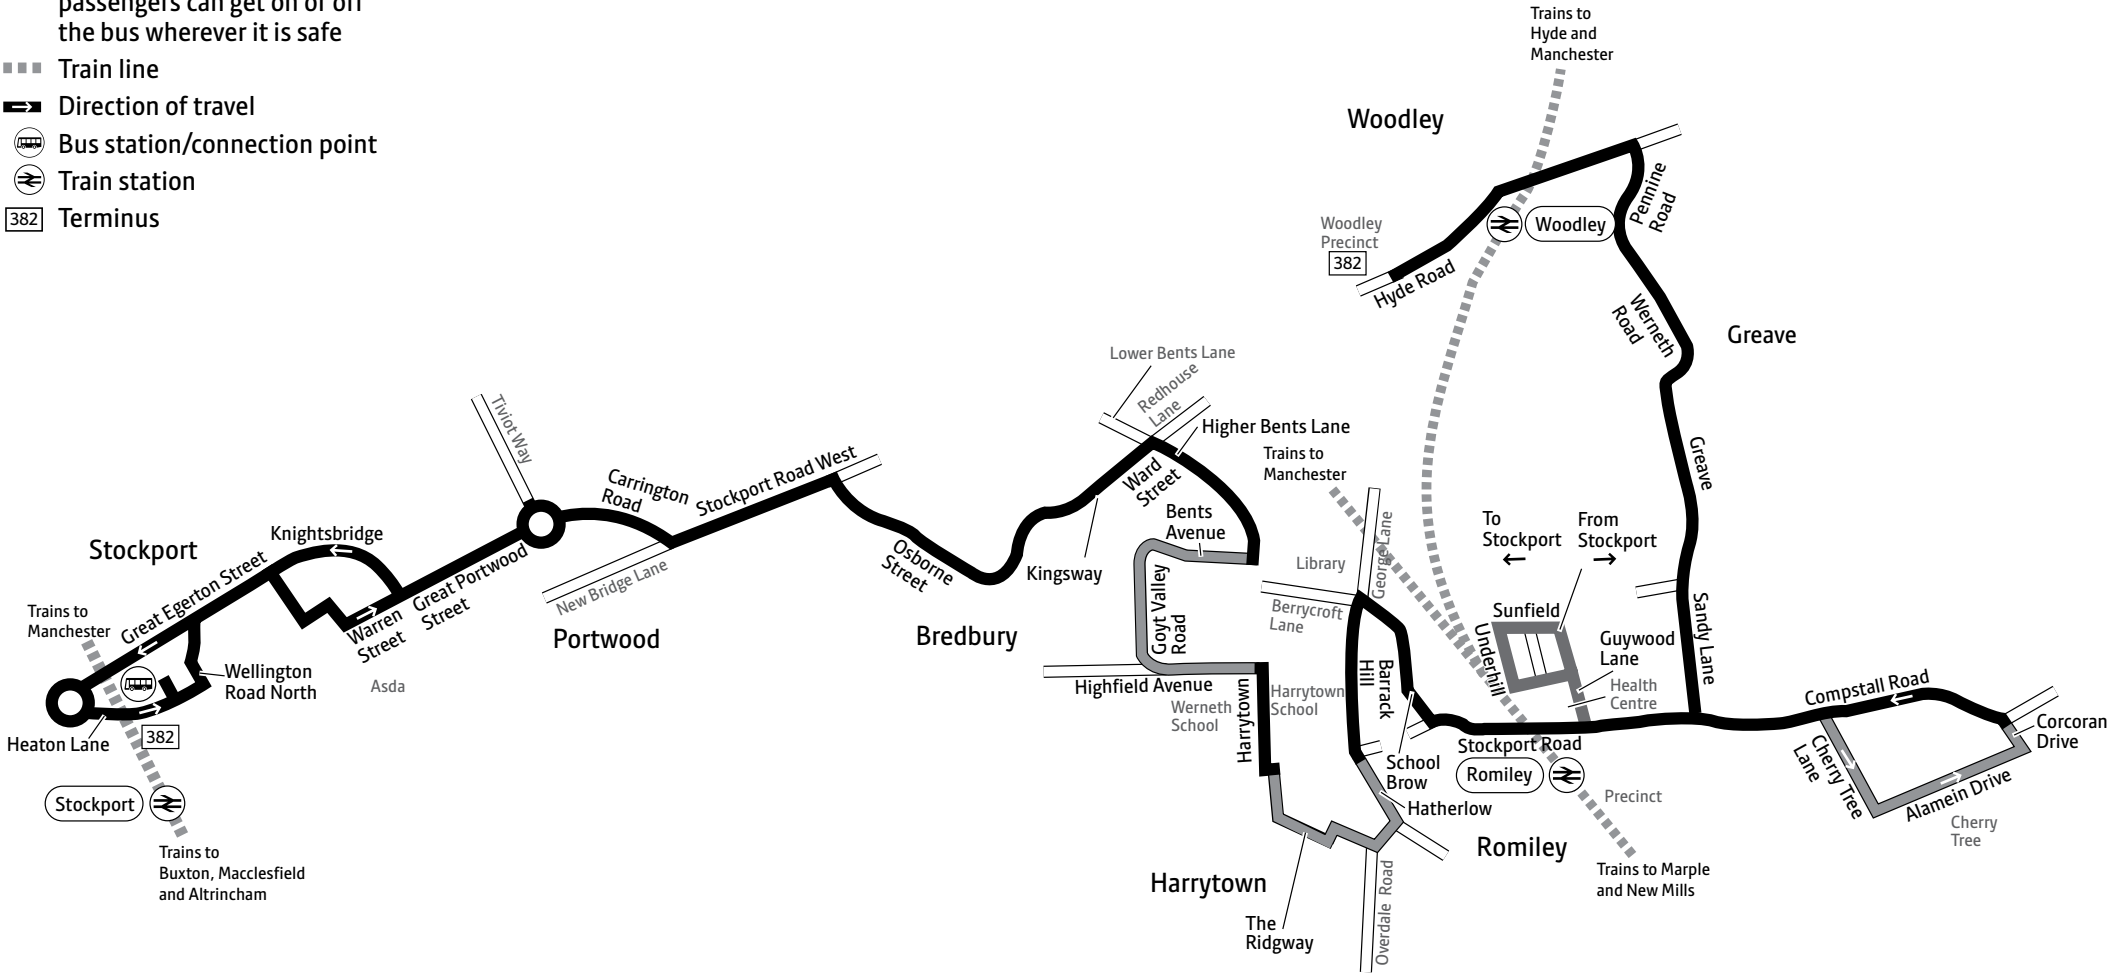 passengers can get on or off
the bus wherever it is safe
Train line
Direction of travel
Bus station/connection point
Train station
382 Terminus
Trains to
Hyde and
Manchester
Woodley
Pennine
Road
Woodley
Precinct
382
Woodley
Hyde Road
Werneth
Road
Greave
Lower Bents Lane
Redhouse
Lane
Higher Bents Lane
Trains to
Manchester
Greave
Tiviot Way
Carrington
Road
Stockport Road West
Ward
Street
Bents
Avenue
Stockport
Knightsbridge
Great Egerton Street
Great Portwood
Street
Warren
Street
New Bridge Lane
Portwood
Osborne
Street
Kingsway
Bredbury
Goyt Valley
Road
Library
George Lane
Berrycroft
Lane
To
Stockport
From
Stockport
Sunfield
Underhill
Guywood
Lane
Health
Centre
Sandy Lane
Trains to
Manchester
Wellington
Road North
Asda
Heaton Lane
382
Stockport
Trains to
Buxton, Macclesfield
and Altrincham
Highfield Avenue
Werneth
School
Harrytown
Harrytown
School
Barrack
Hill
School
Brow
Hatherlow
Stockport Road
Romiley
Precinct
Romiley
Trains to Marple
and New Mills
Compstall Road
Corcoran
Drive
Cherry Tree
Lane
Alamein Drive
Cherry
Tree
Harrytown
The
Ridgway
Overdale Road